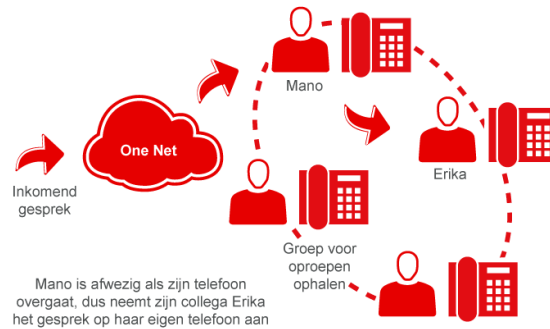 Mano
One Net
Erika
Inkomend
gesprek
Groep voor
oproepen
ophalen
Mano is afwezig als zijn telefoon
overgaat, dus neemt zijn collega Erika
het gesprek op haar eigen telefoon aan